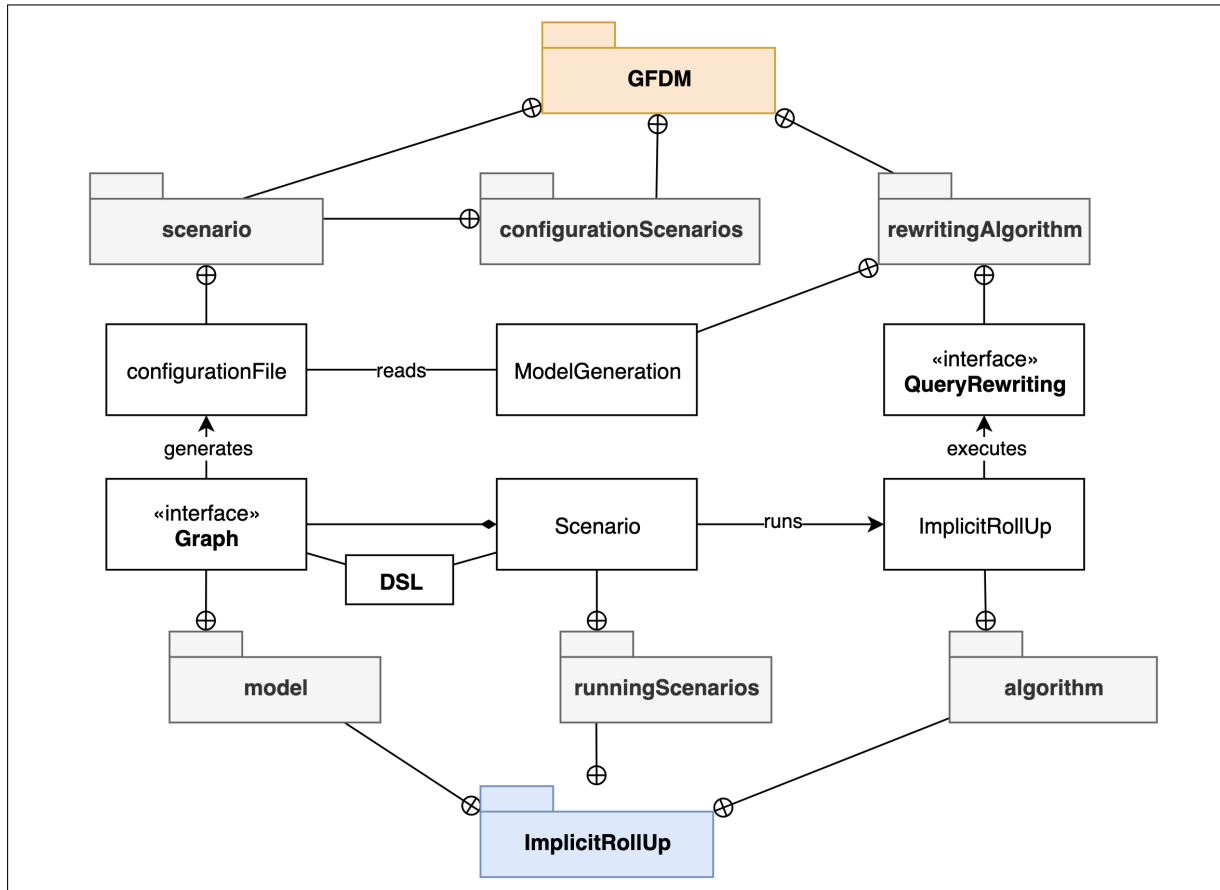 GFDM
scenario
configurationScenarios
rewritingAlgorithm
configurationFile
reads
ModelGeneration
«interface»
QueryRewriting
generates
executes
«interface»
Graph
Scenario
runs
ImplicitRollUp
DSL
model
runningScenarios
algorithm
ImplicitRollUp